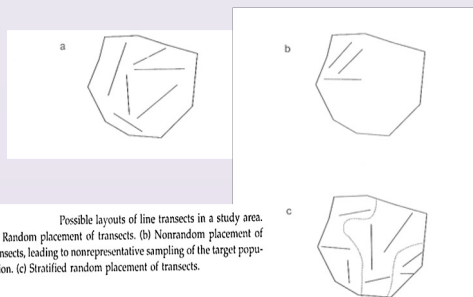 a
b
c
Possible layouts of line transects in a study area.
Random placement of transects. (b) Nonrandom placement of
nsects, leading to nonrepresentative sampling of the target popu-
ion. (c) Stratified random placement of transects.